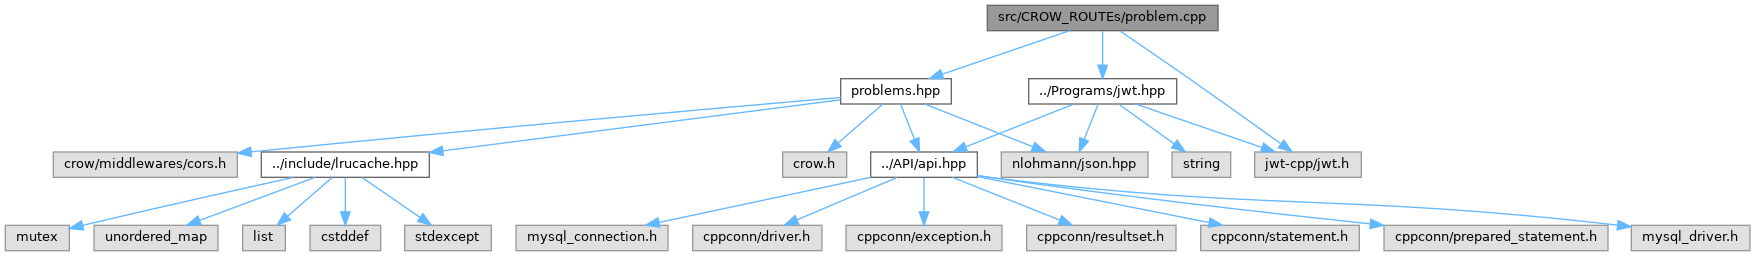 src/CROW_ROUTEs/problem.cpp
problems.hpp
../Programs/jwt.hpp
crow/middlewares/cors.h
../include/lrucache.hpp
crow.h
../API/api.hpp
nlohmann/json.hpp
string
jwt-cpp/jwt.h
mutex
unordered_map
list
cstddef
stdexcept
mysql_connection.h
cppconn/driver.h
cppconn/exception.h
cppconn/resultset.h
cppconn/statement.h
cppconn/prepared_statement.h
mysql_driver.h